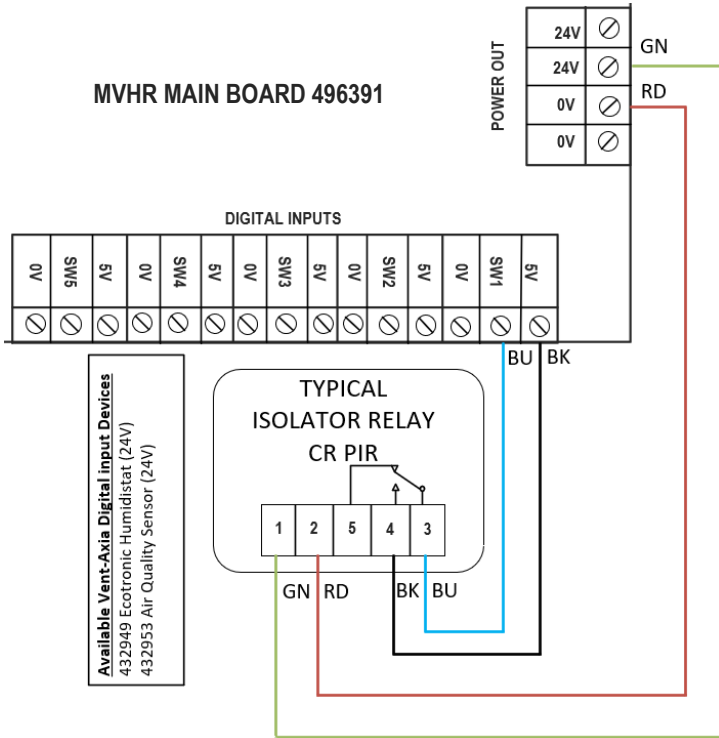 24V
24V
0V
0V
POWER OUT
GN
RD
MVHR MAIN BOARD 496391
DIGITAL INPUTS
0V SW5 5V 0V SW4 5V 0V SW3 5V 0V SW2 5V 0V SW1 5V
BU BK
Available Vent-Axia Digital input Devices
432949 Ecotronic Humidistat (24V)
432953 Air Quality Sensor (24V)
TYPICAL
ISOLATOR RELAY
CR PIR
1 2 5 4 3
GN RD BK BU